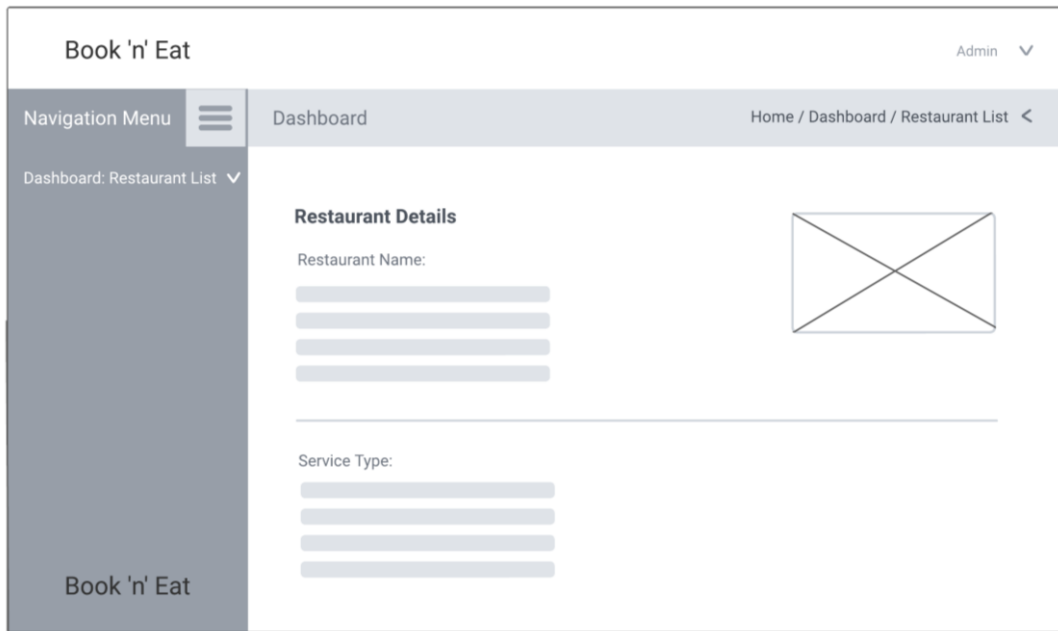 Book 'n' Eat
Admin
Navigation Menu
Dashboard
Home / Dashboard / Restaurant List <
Dashboard: Restaurant List
Restaurant Details
Restaurant Name:
Service Type:
Book 'n' Eat